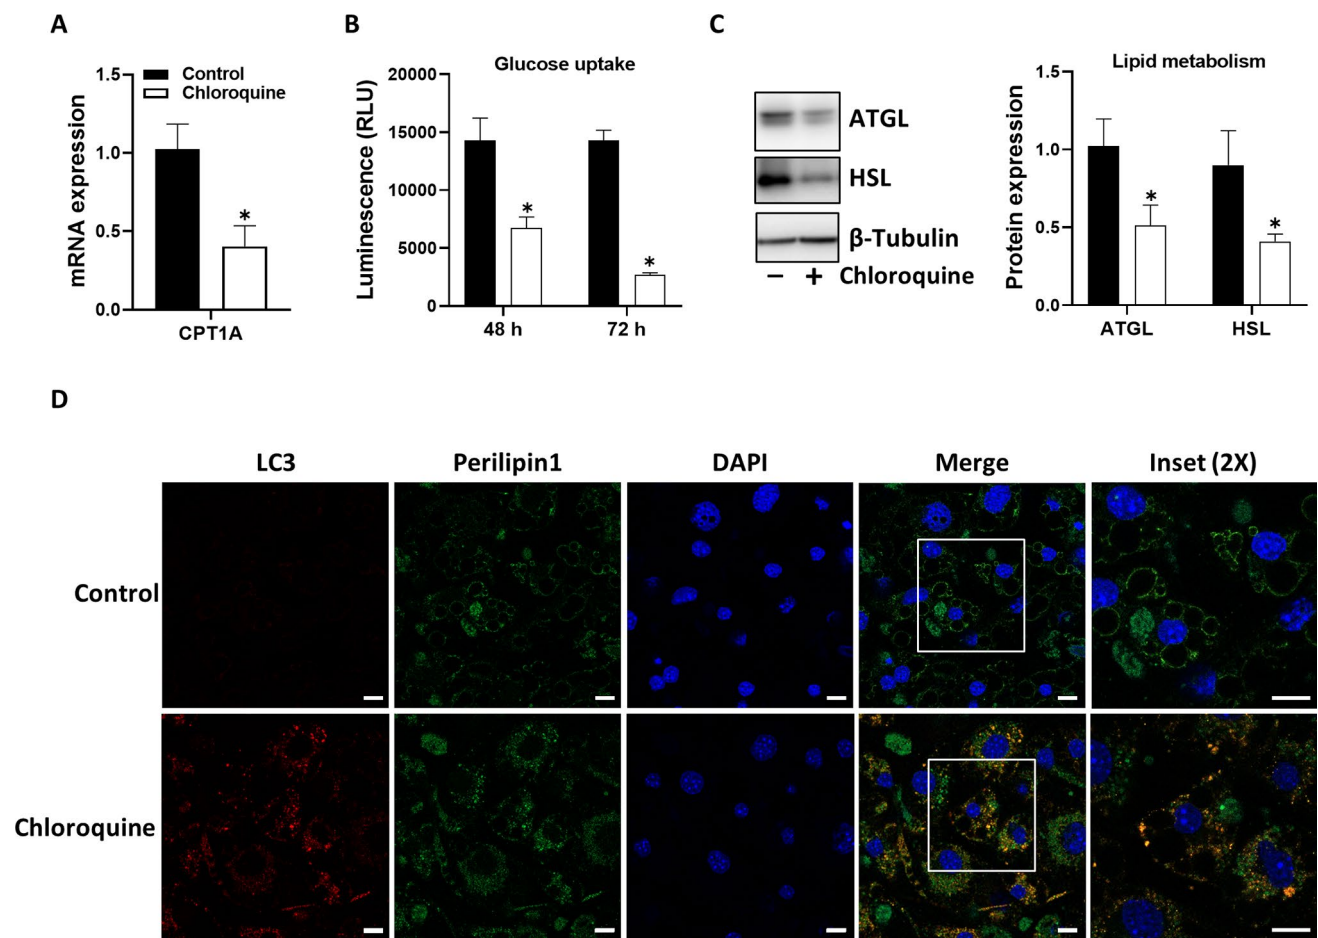 A
mRNA expression
1.5
1.0
0.5
0.0
Control
Chloroquine
*
CPT1A
B
Glucose uptake
Luminescence (RLU)
20000
15000
10000
5000
0
*
*
48 h
72 h
C
ATGL
HSL
β-Tubulin
− + Chloroquine
Lipid metabolism
Protein expression
1.5
1.0
0.5
0.0
*
*
ATGL
HSL
D
LC3
Perilipin1
DAPI
Merge
Inset (2X)
Control
Chloroquine